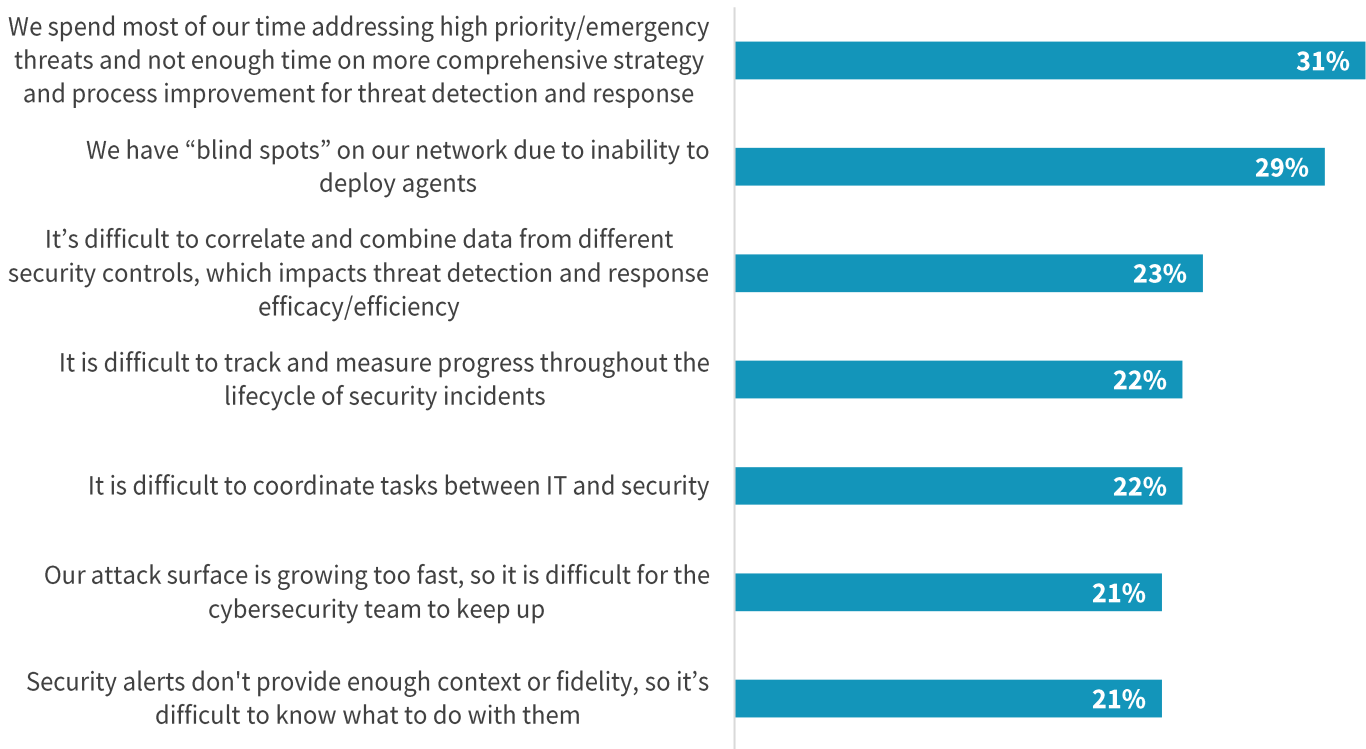 We spend most of our time addressing high priority/emergency
threats and not enough time on more comprehensive strategy
and process improvement for threat detection and response
31%
We have “blind spots” on our network due to inability to
deploy agents
29%
It’s difficult to correlate and combine data from different
security controls, which impacts threat detection and response
efficacy/efficiency
23%
It is difficult to track and measure progress throughout the
lifecycle of security incidents
22%
It is difficult to coordinate tasks between IT and security
22%
Our attack surface is growing too fast, so it is difficult for the
cybersecurity team to keep up
21%
Security alerts don't provide enough context or fidelity, so it’s
difficult to know what to do with them
21%